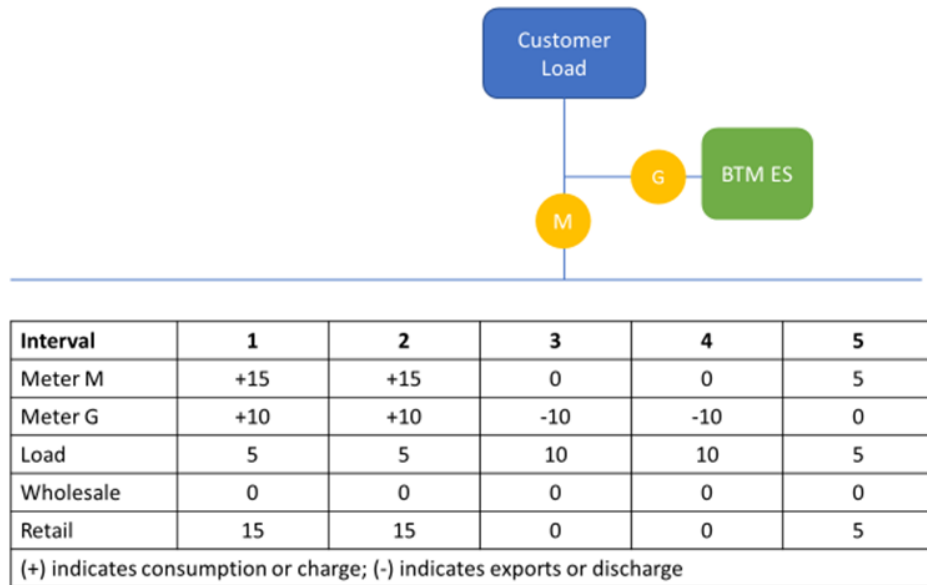 Customer
Load
G
BTM ES
M
Interval 1 2 3 4 5
Meter M +15 +15 0 0 5
Meter G +10 +10 -10 -10 0
Load 5 5 10 10 5
Wholesale 0 0 0 0 0
Retail 15 15 0 0 5
(+) indicates consumption or charge; (-) indicates exports or discharge